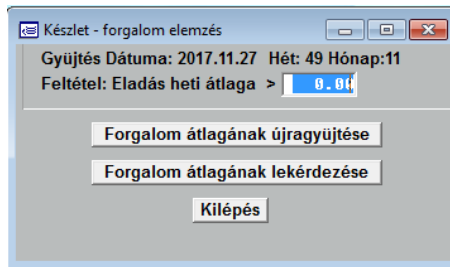 Készlet - forgalom elemzés
Gyüjtés Dátuma: 2017.11.27 Hét: 49 Hónap:11
Feltétel: Eladás heti átlaga > 0.00
Forgalom átlagának újragyüjtése
Forgalom átlagának lekérdezése
Kilépés